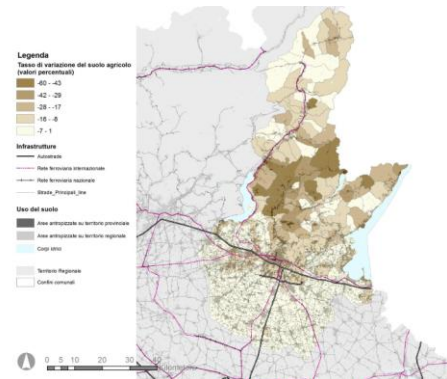 Legenda
Tasso di variazione del suolo agricolo
(valori percentuali)
-60 - -43
-42 - -29
-28 - -17
-16 - -8
-7 - 1
Infrastrutture
Autostrade
Rete ferroviaria internazionale
Rete ferroviaria nazionale
Strade_Principali_line
Uso del suolo
Aree antropizzate su territorio provinciale
Aree antropizzate su territorio regionale
Corpi idrici
Territorio Regionale
Confini comunali
0 5 10 20 30 40